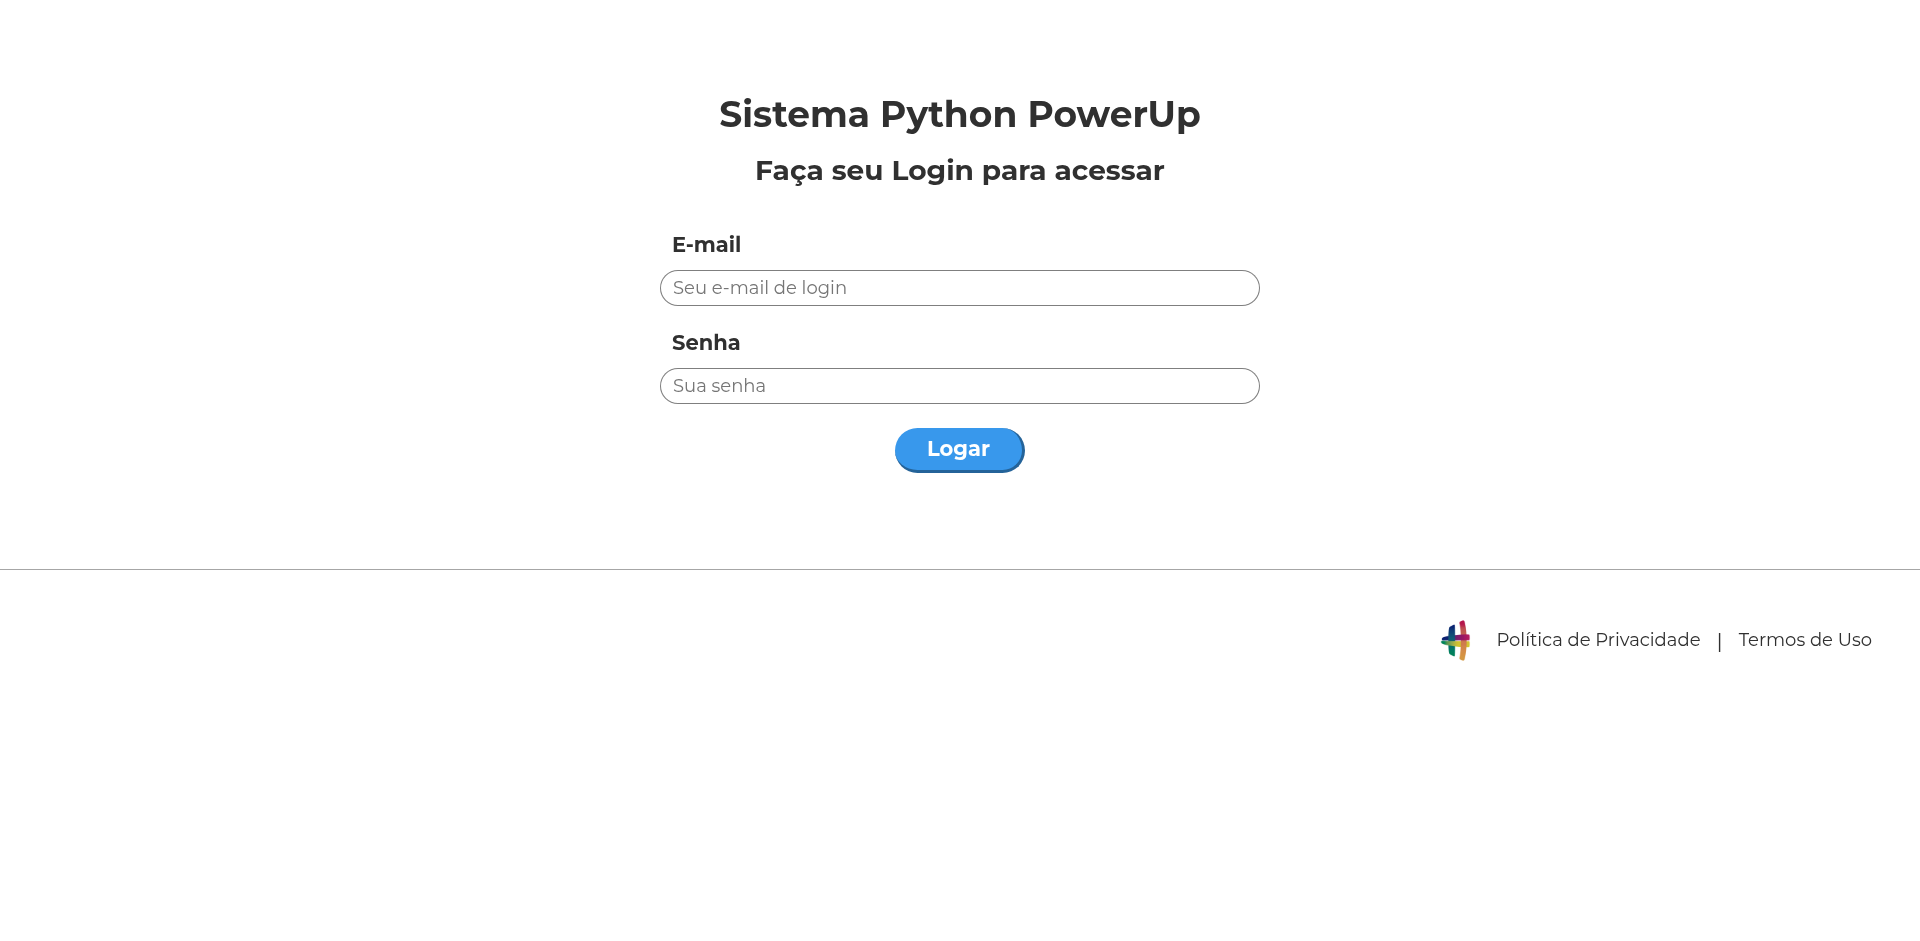 Sistema Python PowerUp
Faça seu Login para acessar
E-mail
Seu e-mail de login
Senha
Sua senha
Logar
Política de Privacidade | Termos de Uso